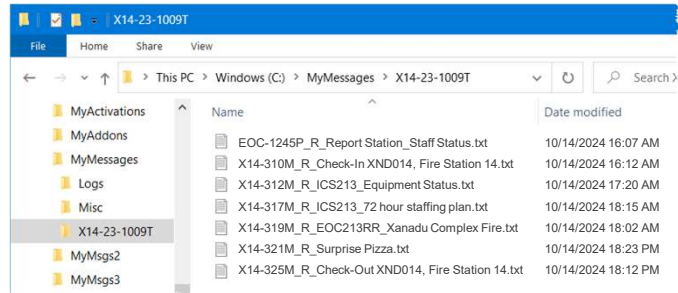 X14-23-1009T
File Home Share View
This PC > Windows (C:) > MyMessages > X14-23-1009T Search X
Name Date modified
MyActivations
MyAddons
MyMessages
Logs
Misc
X14-23-1009T
MyMsgs2
MyMsgs3
EOC-1245P_R_Report Station_Staff Status.txt 10/14/2024 16:07 AM
X14-310M_R_Check-In XND014, Fire Station 14.txt 10/14/2024 16:12 AM
X14-312M_R_ICS213_Equipment Status.txt 10/14/2024 17:20 AM
X14-317M_R_ICS213_72 hour staffing plan.txt 10/14/2024 18:15 AM
X14-319M_R_EOC213RR_Xanadu Complex Fire.txt 10/14/2024 18:02 AM
X14-321M_R_Surprise Pizza.txt 10/14/2024 18:23 PM
X14-325M_R_Check-Out XND014, Fire Station 14.txt 10/14/2024 18:12 PM